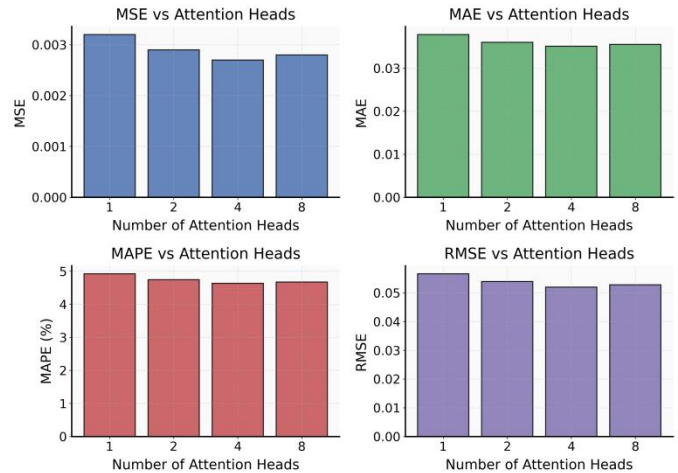 MSE vs Attention Heads
0.003
0.002
0.001
0.000
MSE
1 2 4 8
Number of Attention Heads
MAE vs Attention Heads
0.03
0.02
0.01
0.00
MAE
1 2 4 8
Number of Attention Heads
MAPE vs Attention Heads
5
4
3
2
1
0
MAPE (%)
1 2 4 8
Number of Attention Heads
RMSE vs Attention Heads
0.05
0.04
0.03
0.02
0.01
0.00
RMSE
1 2 4 8
Number of Attention Heads